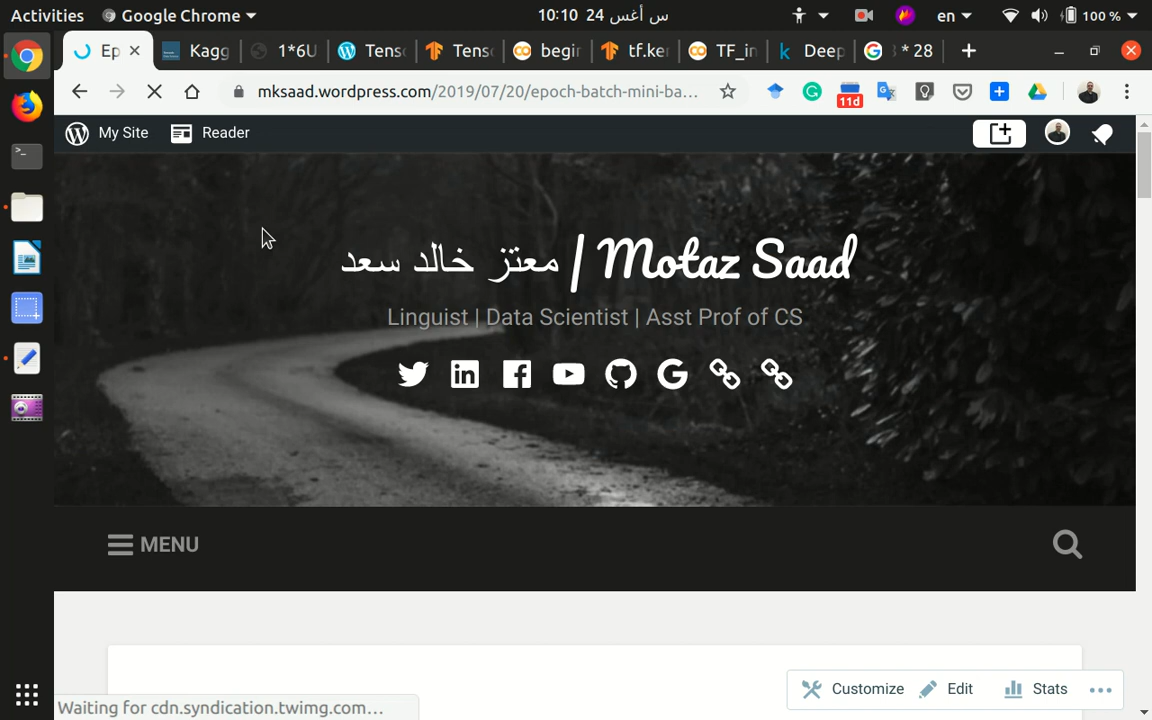 Activities Google Chrome 10:10 24 س أغس en 100 %
Ep Kagg 1*6U Tens Tens begin tf.ke TF_in Deep * 28
mksaad.wordpress.com/2019/07/20/epoch-batch-mini-ba... 11d
My Site Reader
معتز خالد سعد | Motaz Saad
Linguist | Data Scientist | Asst Prof of CS
MENU
Customize Edit Stats
Waiting for cdn.syndication.twimg.com...